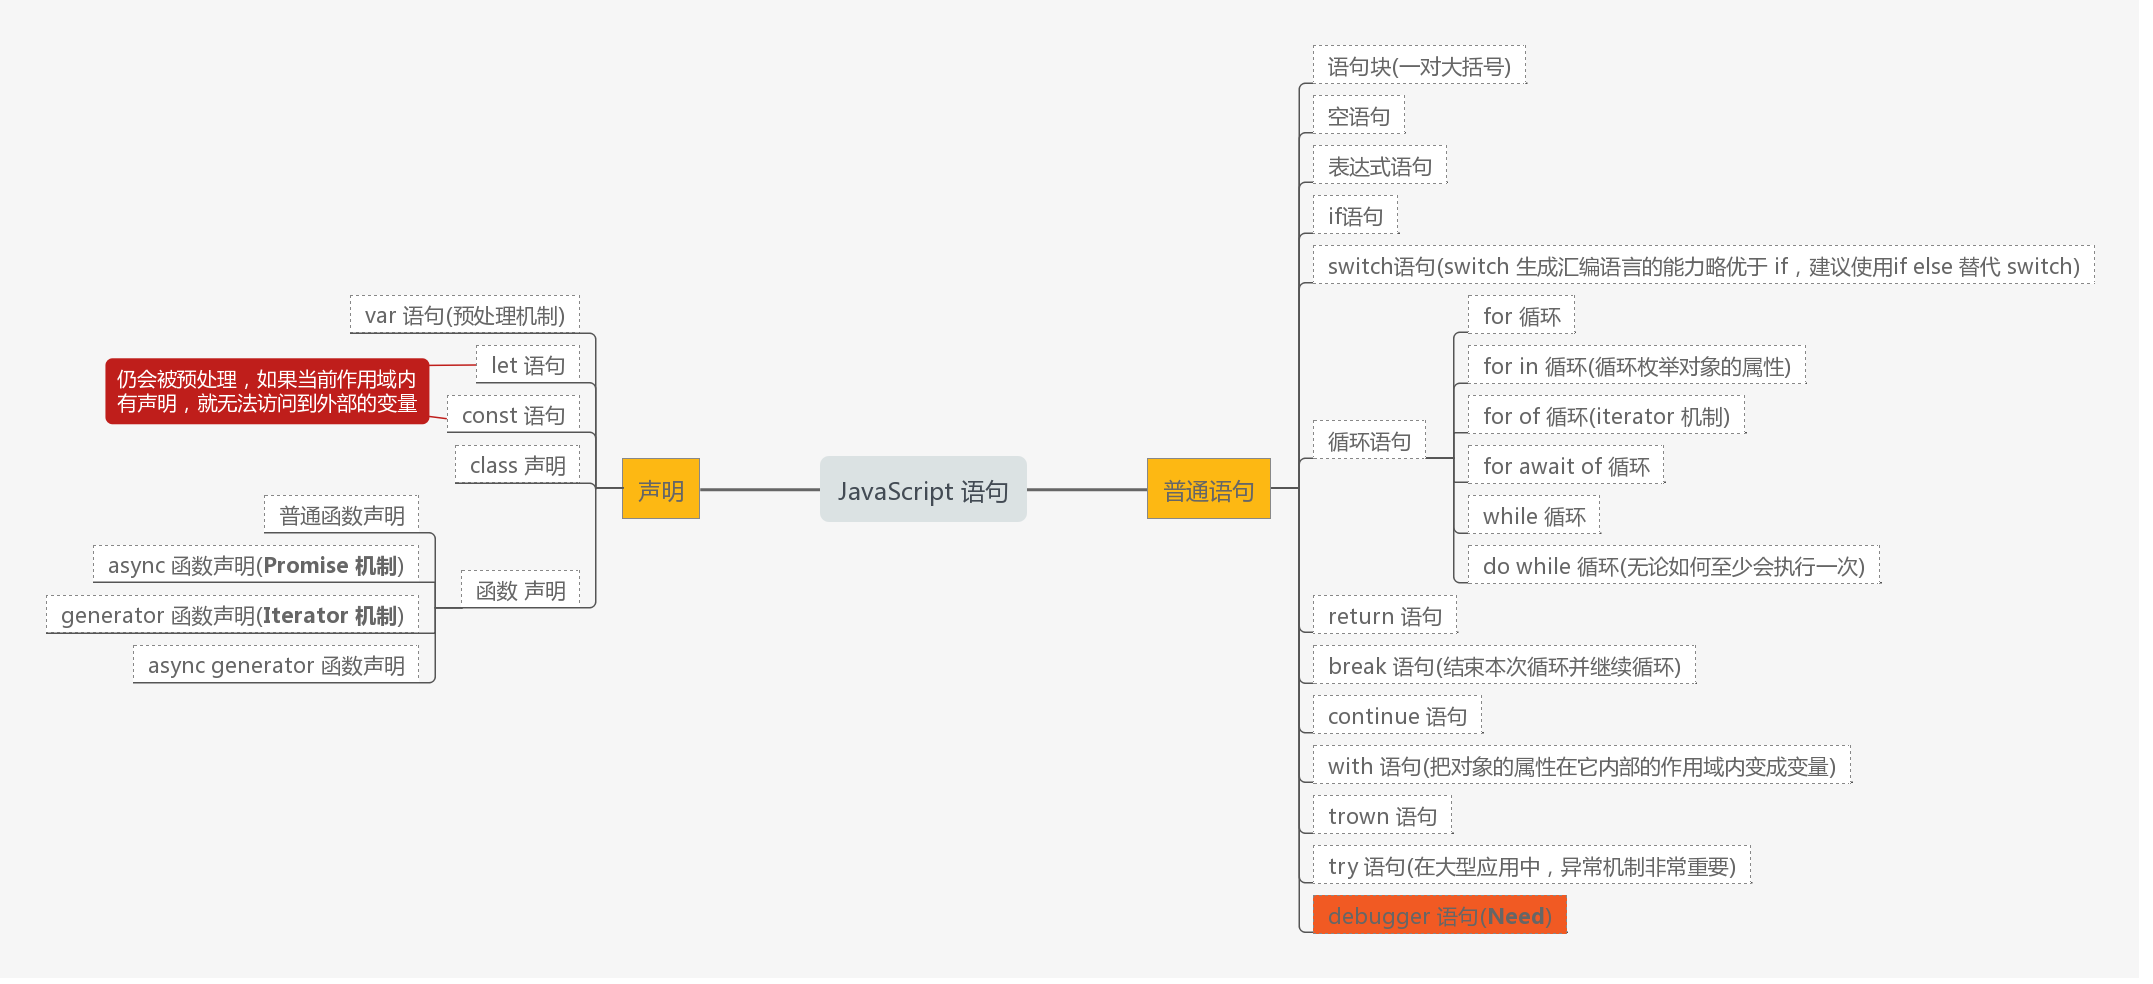 JavaScript 语句
声明
var 语句(预处理机制)
let 语句
const 语句
仍会被预处理，如果当前作用域内
有声明，就无法访问到外部的变量
class 声明
函数 声明
普通函数声明
async 函数声明(Promise 机制)
generator 函数声明(Iterator 机制)
async generator 函数声明
普通语句
语句块(一对大括号)
空语句
表达式语句
if语句
switch语句(switch 生成汇编语言的能力略优于 if，建议使用if else 替代 switch)
循环语句
for 循环
for in 循环(循环枚举对象的属性)
for of 循环(iterator 机制)
for await of 循环
while 循环
do while 循环(无论如何至少会执行一次)
return 语句
break 语句(结束本次循环并继续循环)
continue 语句
with 语句(把对象的属性在它内部的作用域内变成变量)
trown 语句
try 语句(在大型应用中，异常机制非常重要)
debugger 语句(Need)